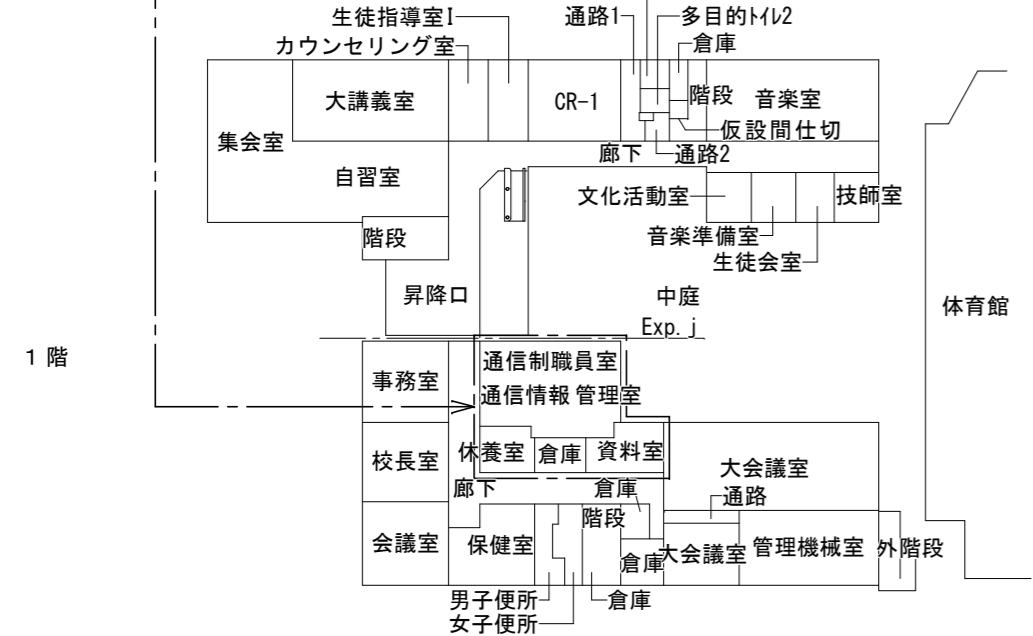 生徒指導室I
通路1
多目的ﾄｲﾚ2
カウンセリング室
倉庫
大講義室
CR-1
階段
音楽室
集会室
仮設間仕切
廊下
通路2
自習室
文化活動室
技師室
階段
音楽準備室
生徒会室
昇降口
中庭
体育館
Exp. j
1 階
通信制職員室
事務室
通信情報 管理室
休養室
倉庫
資料室
校長室
大会議室
廊下
倉庫
通路
階段
会議室
保健室
大会議室
管理機械室
外階段
倉庫
男子便所
倉庫
女子便所